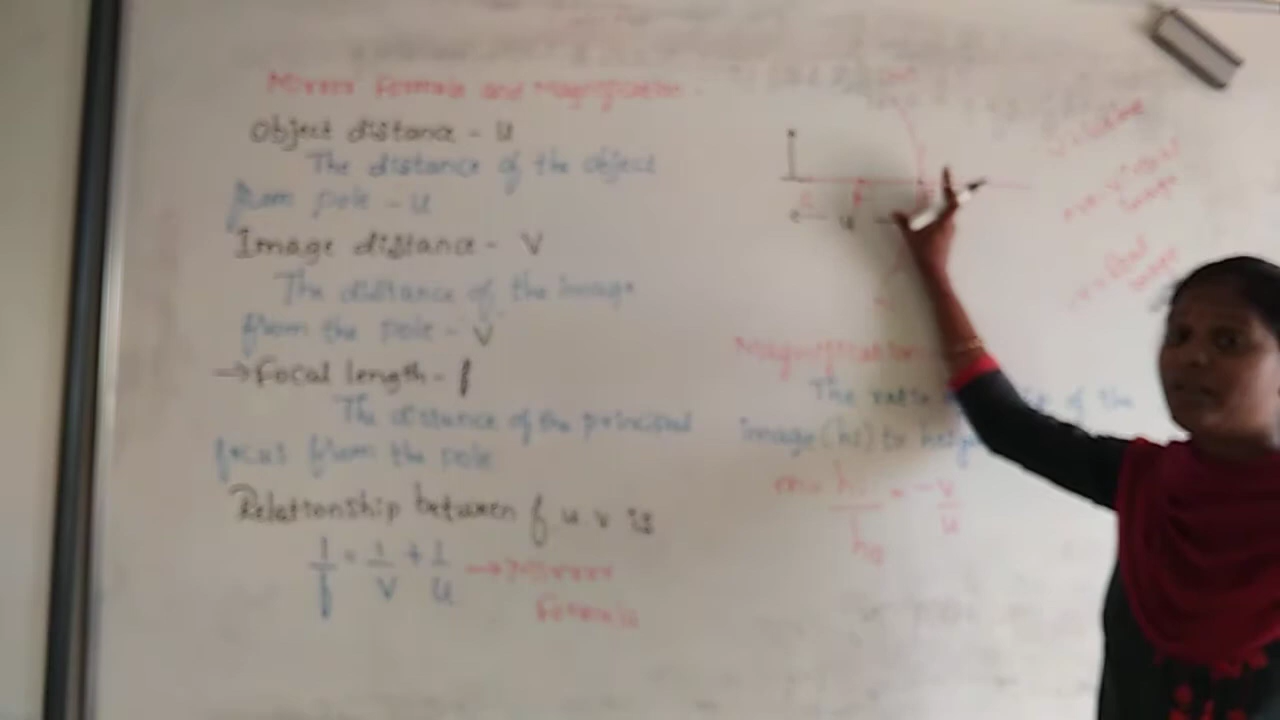 Mirror formula and Magnification
Object distance - u
The distance of the object
from pole - u
Image distance - V
The distance of the image
from the pole - V
→ Focal length - f
The distance of the principal
focus from the pole
Relationship between f u v is
1/f = 1/V + 1/u → Mirror
formula
u
Magnification
The ratio of the
image (hi) to height
m = hi/ho = -v/u
image
image